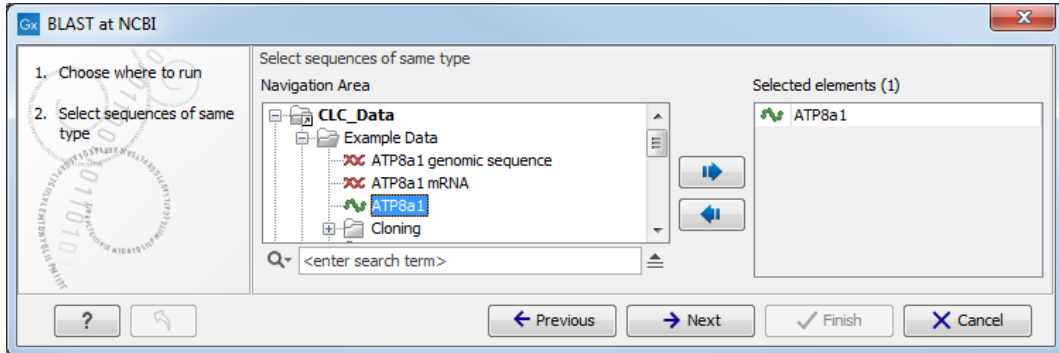 Gx BLAST at NCBI
X
1. Choose where to run
2. Select sequences of same
type
Select sequences of same type
Navigation Area
CLC_Data
Example Data
ATP8a1 genomic sequence
ATP8a1 mRNA
ATP8a1
Cloning
<enter search term>
Selected elements (1)
ATP8a1
?
Previous
Next
Finish
Cancel